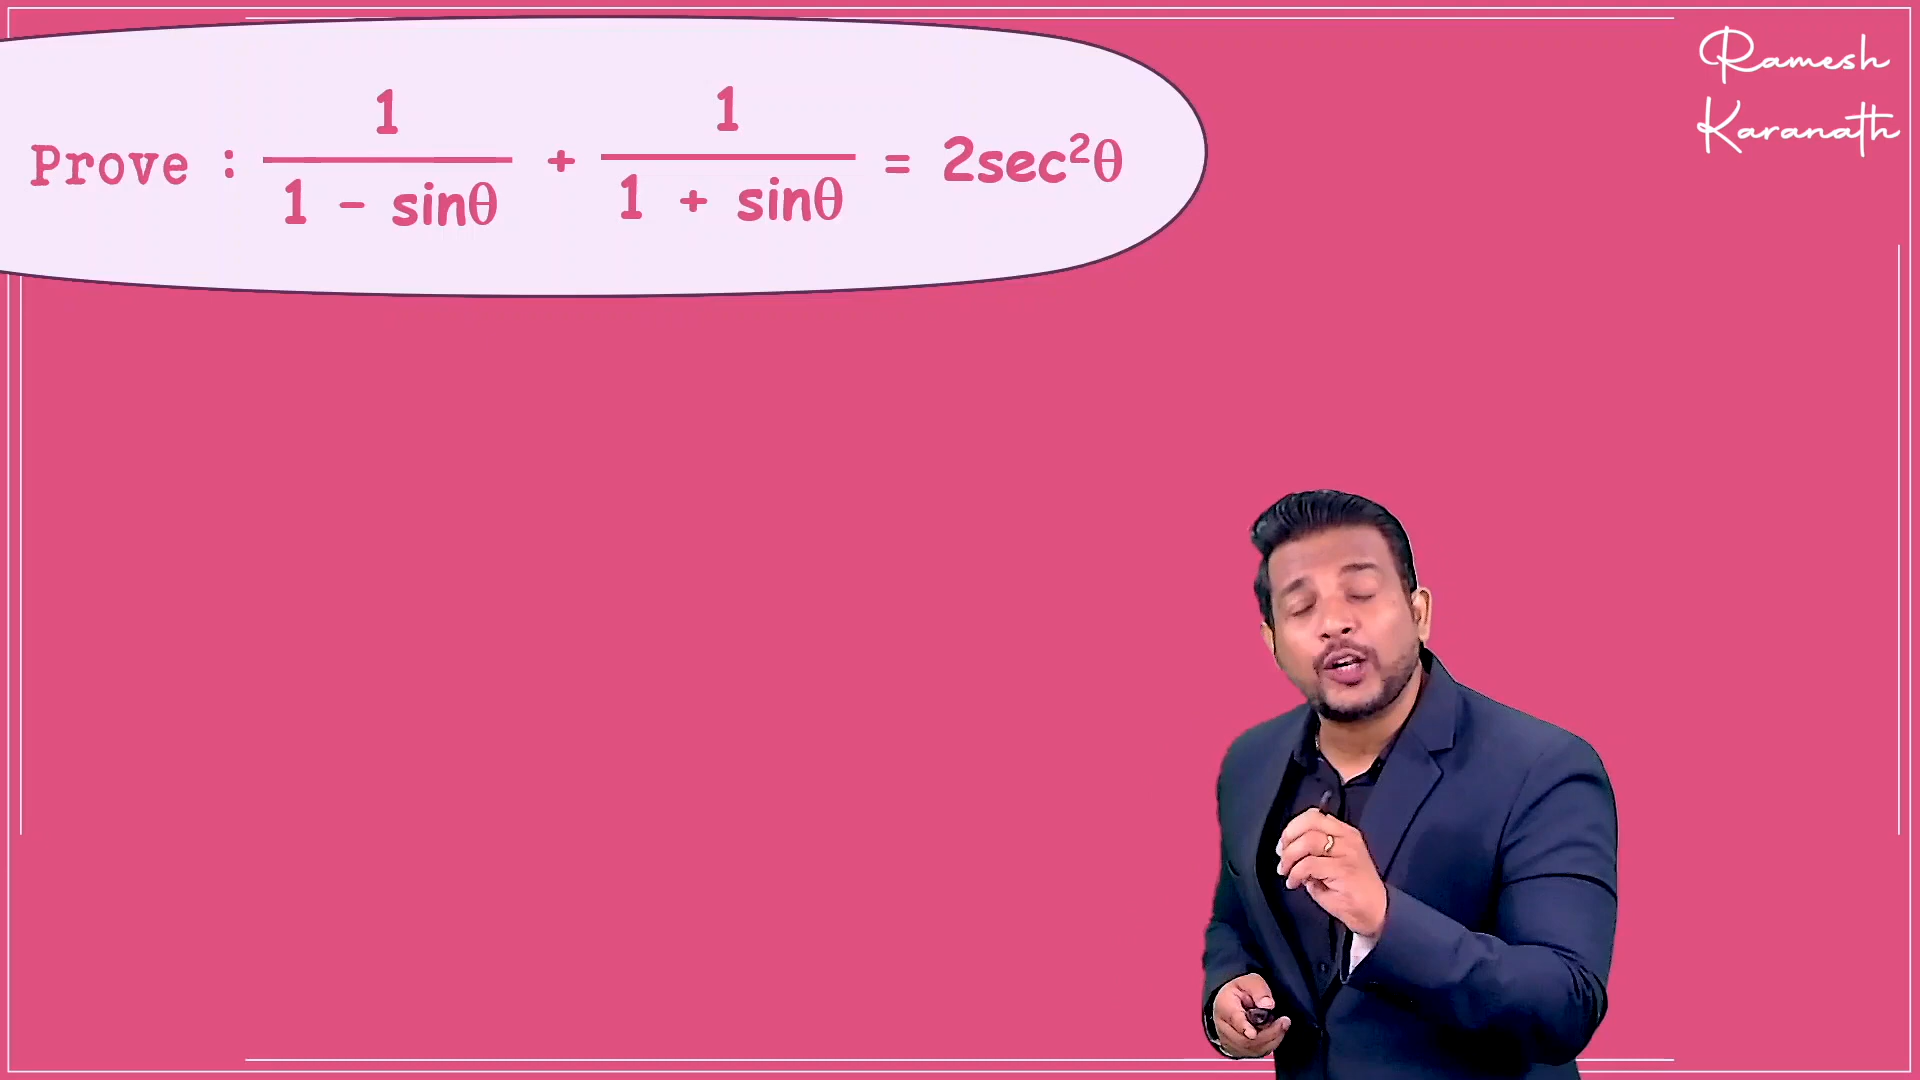 Prove : 1/(1 - sinθ) + 1/(1 + sinθ) = 2sec²θ
Ramesh
Karanath